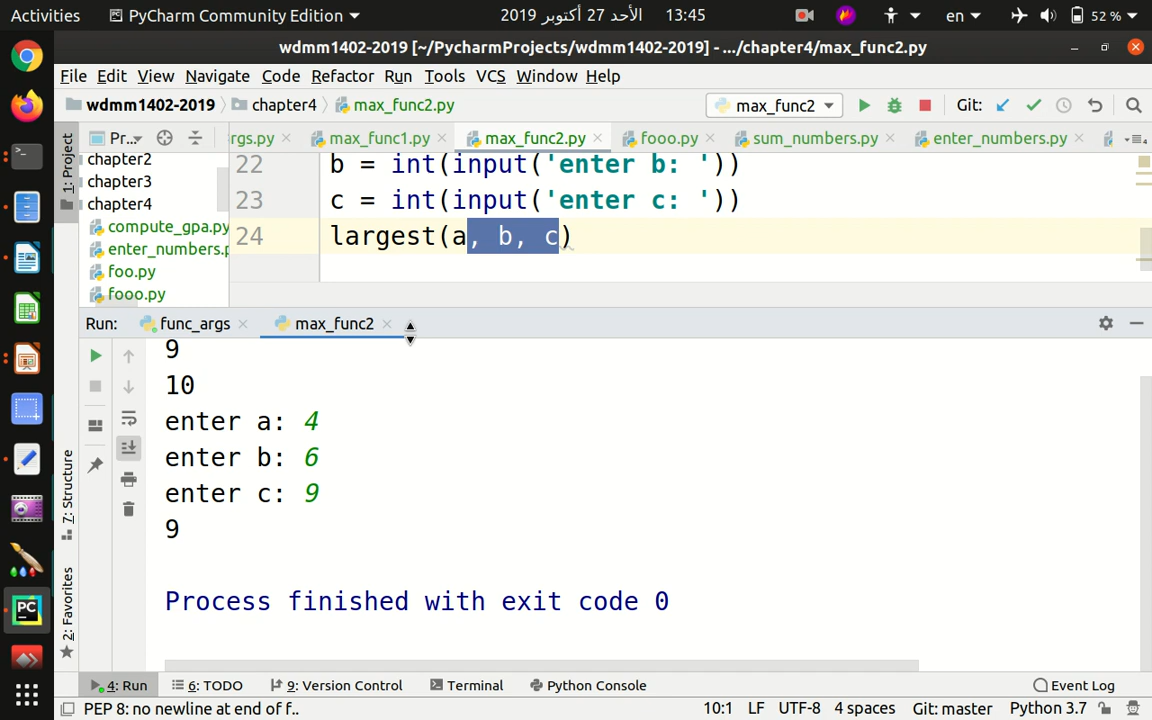 Activities PyCharm Community Edition 2019 الأحد 27 أكتوبر 13:45 en 52 %
wdmm1402-2019 [~/PycharmProjects/wdmm1402-2019] - .../chapter4/max_func2.py
File Edit View Navigate Code Refactor Run Tools VCS Window Help
wdmm1402-2019 chapter4 max_func2.py max_func2 Git:
1: Project Pr... rgs.py max_func1.py max_func2.py fooo.py sum_numbers.py enter_numbers.py
chapter2
chapter3
chapter4
compute_gpa.py
enter_numbers.p
foo.py
fooo.py
22 b = int(input('enter b: '))
23 c = int(input('enter c: '))
24 largest(a, b, c)
Run: func_args max_func2
9
10
enter a: 4
enter b: 6
enter c: 9
9
Process finished with exit code 0
7: Structure
2: Favorites
4: Run 6: TODO 9: Version Control Terminal Python Console Event Log
PEP 8: no newline at end of f.. 10:1 LF UTF-8 4 spaces Git: master Python 3.7